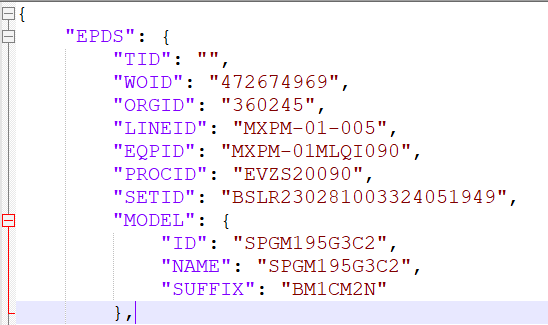 {
"EPDS": {
"TID": "",
"WOID": "472674969",
"ORGID": "360245",
"LINEID": "MXPM-01-005",
"EQPID": "MXPM-01MLQI090",
"PROCID": "EVZS20090",
"SETID": "BSLR230281003324051949",
"MODEL": {
"ID": "SPGM195G3C2",
"NAME": "SPGM195G3C2",
"SUFFIX": "BM1CM2N"
},